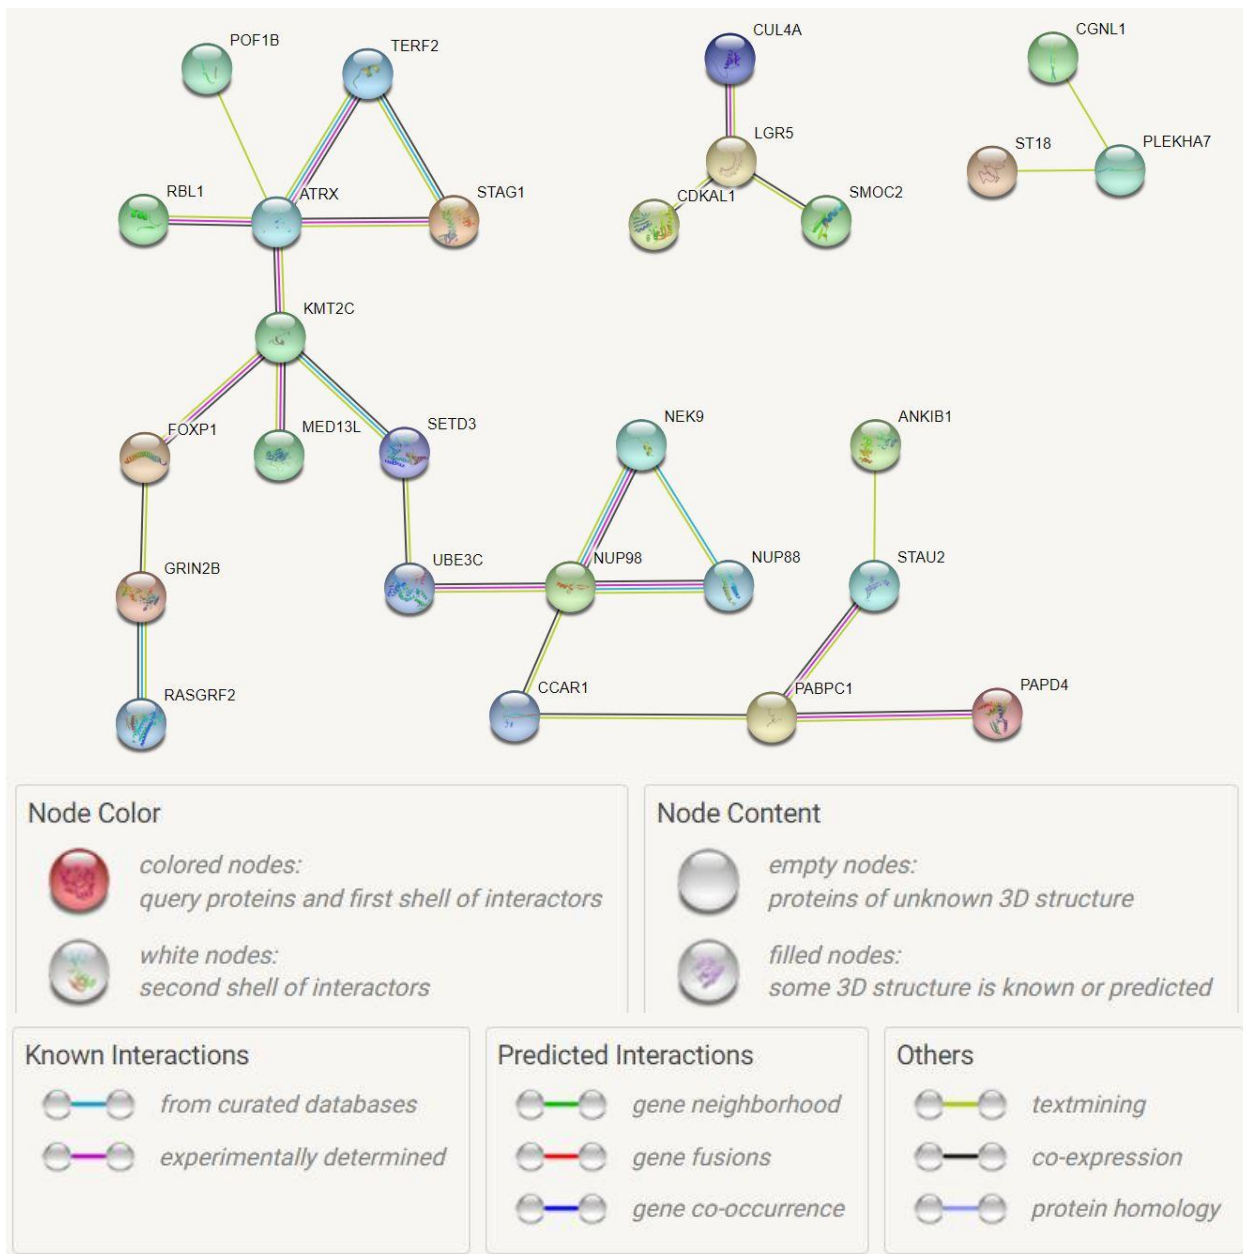 POF1B
TERF2
CUL4A
CGNL1
LGR5
ST18
PLEKHA7
RBL1
ATRX
STAG1
CDKAL1
SMOC2
KMT2C
FOXP1
MED13L
SETD3
NEK9
ANKIB1
GRIN2B
UBE3C
NUP98
NUP88
STAU2
RASGRF2
CCAR1
PABPC1
PAPD4
Node Color
colored nodes:
query proteins and first shell of interactors
white nodes:
second shell of interactors
Node Content
empty nodes:
proteins of unknown 3D structure
filled nodes:
some 3D structure is known or predicted
Known Interactions
from curated databases
experimentally determined
Predicted Interactions
gene neighborhood
gene fusions
gene co-occurrence
Others
textmining
co-expression
protein homology